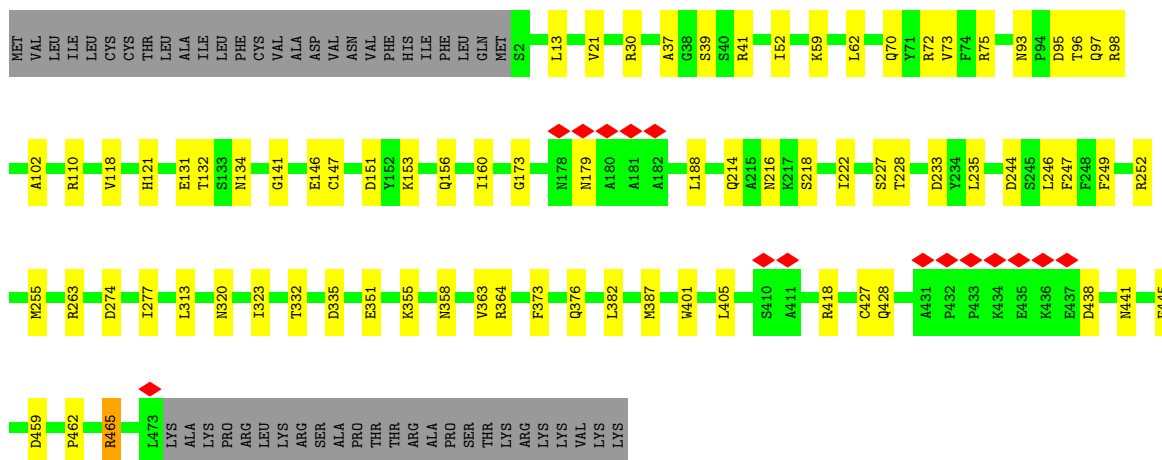 MET VAL LEU ILE LEU CYS CYS THR LEU ALA ILE LEU PHE CYS VAL ALA ASP VAL ASN VAL PHE HIS ILE PHE LEU GLN MET S2 L13 V21 R30 A37 G38 S39 S40 R41 I52 K59 L62 Q70 Y71 R72 V73 F74 R75 N93 P94 D95 T96 Q97 R98
A102 R110 V118 H121 E131 T132 S133 N134 G141 E146 C147 D151 Y152 K153 Q156 I160 G173 N178 N179 A180 A181 A182 L188 Q214 A215 N216 K217 S218 I222 S227 T228 D233 Y234 L235 D244 S245 L246 F247 F248 F249 R252
M255 R263 D274 I277 L313 N320 I323 T332 D335 E351 K355 N358 V363 R364 F373 Q376 L382 M387 W401 L405 S410 A411 R418 C427 Q428 A431 P432 P433 K434 E435 K436 E437 D438 N441
D459 P462 R465 L473 LYS ALA LYS PRO ARG LEU LYS ARG SER ALA PRO THR THR ARG ALA PRO SER THR LYS ARG LYS LYS VAL LYS LYS